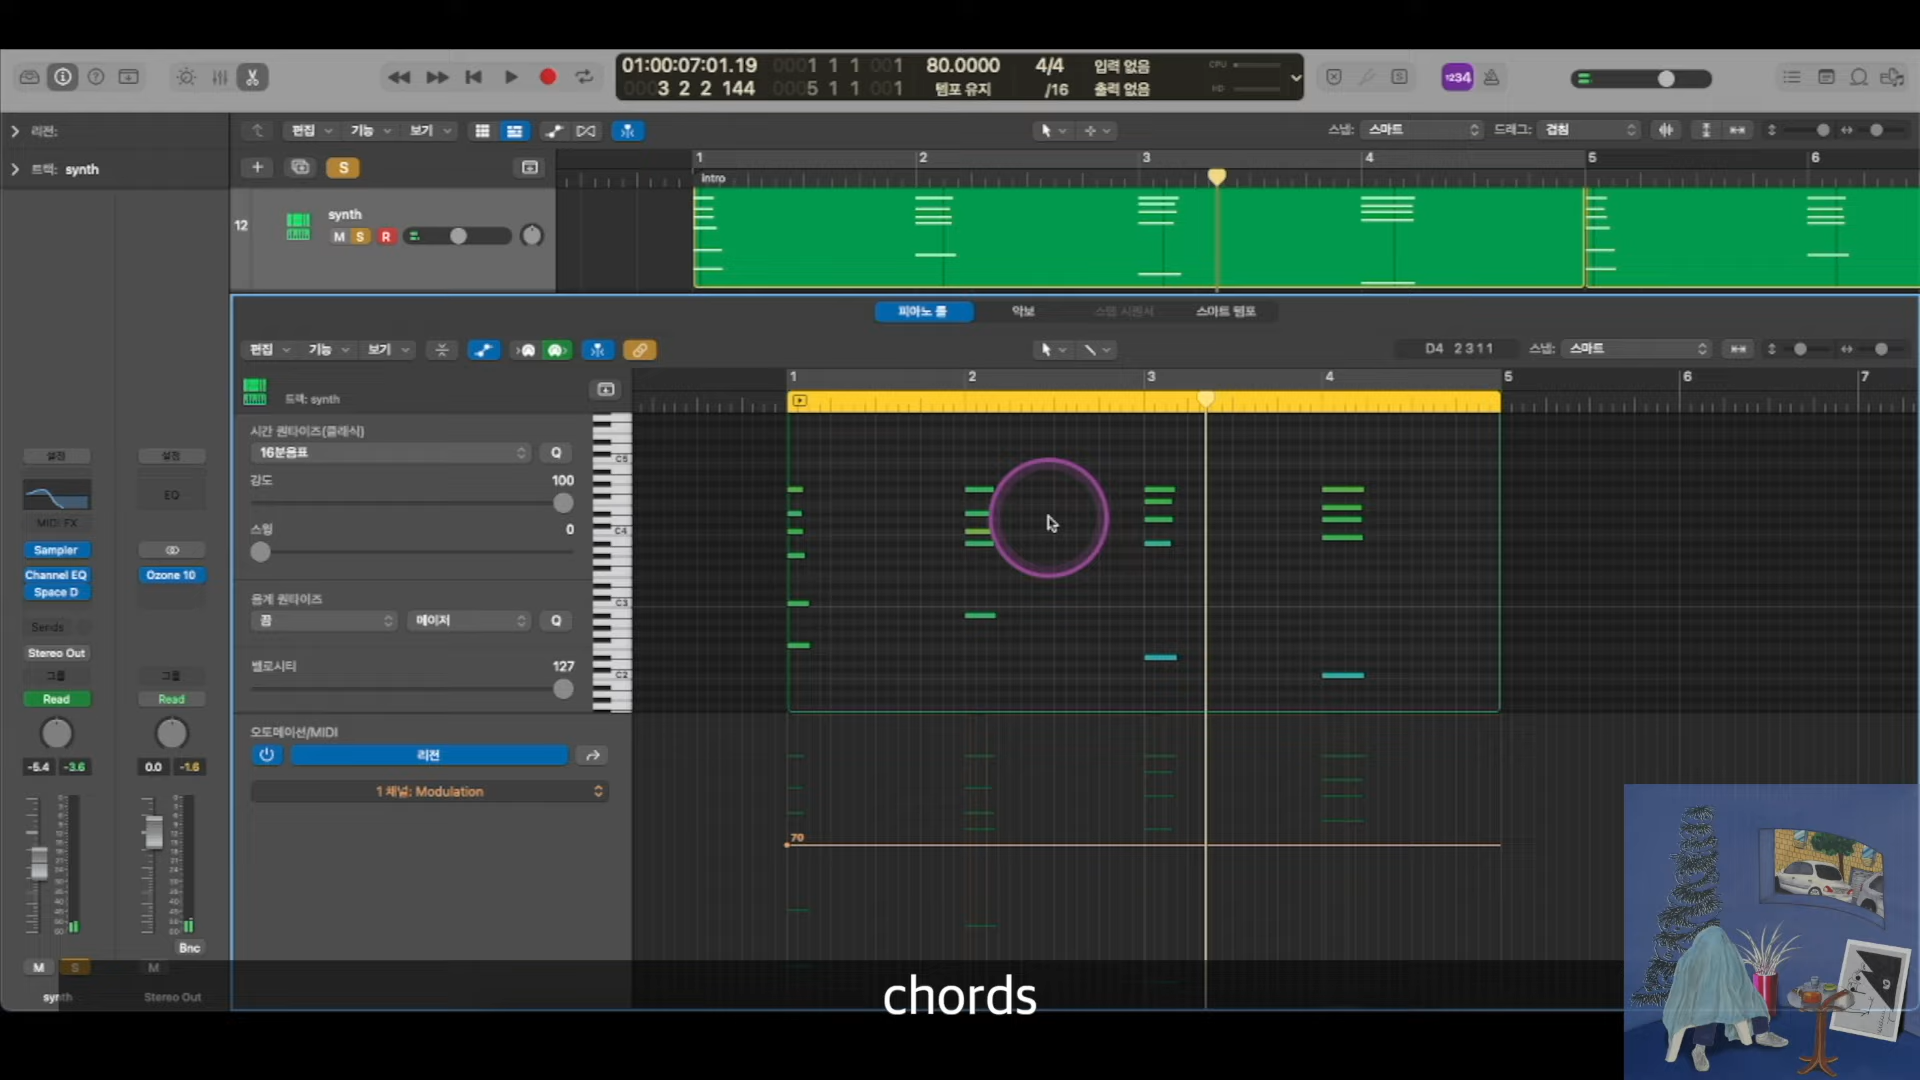 01:00:07:01.19
0001 1 1 001
80.0000
4/4
입력 없음
CPU
1234
0003 2 2 144
0005 1 1 001
템포 유지
/16
출력 없음
HD
리전:
편집
기능
보기
스냅: 스마트
드래그: 겹침
트랙: synth
S
1 2 3 4 5 6
Intro
12
synth
M S R
피아노 롤
악보
스텝 시퀀서
스마트 템포
편집
기능
보기
D4 2 3 1 1
스냅: 스마트
1 2 3 4 5 6 7
트랙: synth
시간 퀀타이즈(클래식)
16분음표
Q
강도
100
스윙
0
음계 퀀타이즈
끔
메이저
Q
벨로시티
127
C5
C4
C3
C2
오토메이션/MIDI
리전
1 채널: Modulation
70
설정
설정
EQ
MIDI FX
Sampler
Channel EQ
Ozone 10
Space D
Sends
Stereo Out
그룹
그룹
Read
Read
-5.4 -3.6
0.0 -1.6
Bnc
M S
M
synth
Stereo Out
chords